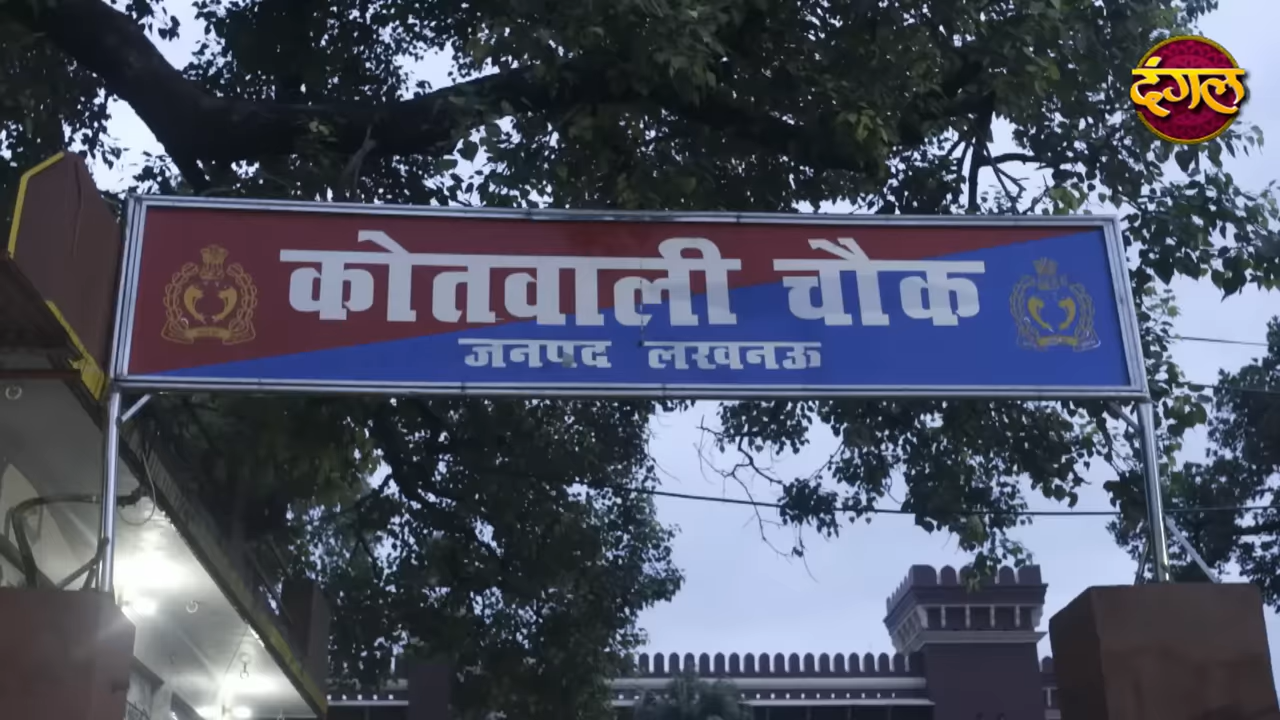 दंगल
कोतवाली चौक
जनपद लखनऊ